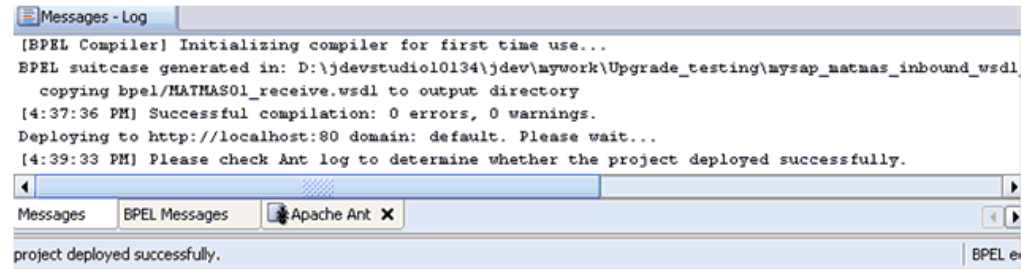 Messages - Log
[BPEL Compiler] Initializing compiler for first time use...
BPEL suitcase generated in: D:\jdevstudio10134\jdev\mywork\Upgrade_testing\mysap_matmas_inbound_wsdl_
copying bpel/MATMAS01_receive.wsdl to output directory
[4:37:36 PM] Successful compilation: 0 errors, 0 warnings.
Deploying to http://localhost:80 domain: default. Please wait...
[4:39:33 PM] Please check Ant log to determine whether the project deployed successfully.
Messages BPEL Messages Apache Ant
project deployed successfully. BPEL e